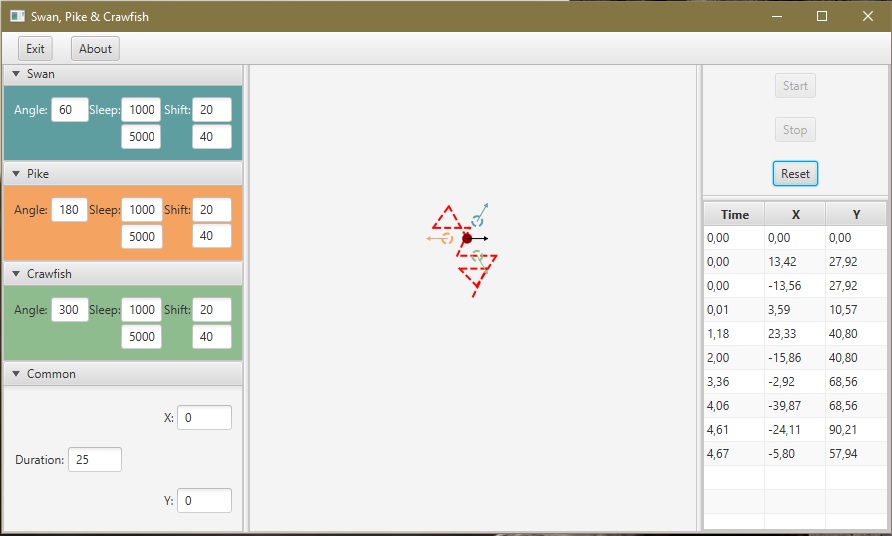 Swan, Pike & Crawfish
Exit About
Swan
Angle: 60 Sleep: 1000 Shift: 20
5000 40
Pike
Angle: 180 Sleep: 1000 Shift: 20
5000 40
Crawfish
Angle: 300 Sleep: 1000 Shift: 20
5000 40
Common
X: 0
Duration: 25
Y: 0
Start
Stop
Reset
Time X Y
0,00 0,00 0,00
0,00 13,42 27,92
0,00 -13,56 27,92
0,01 3,59 10,57
1,18 23,33 40,80
2,00 -15,86 40,80
3,36 -2,92 68,56
4,06 -39,87 68,56
4,61 -24,11 90,21
4,67 -5,80 57,94